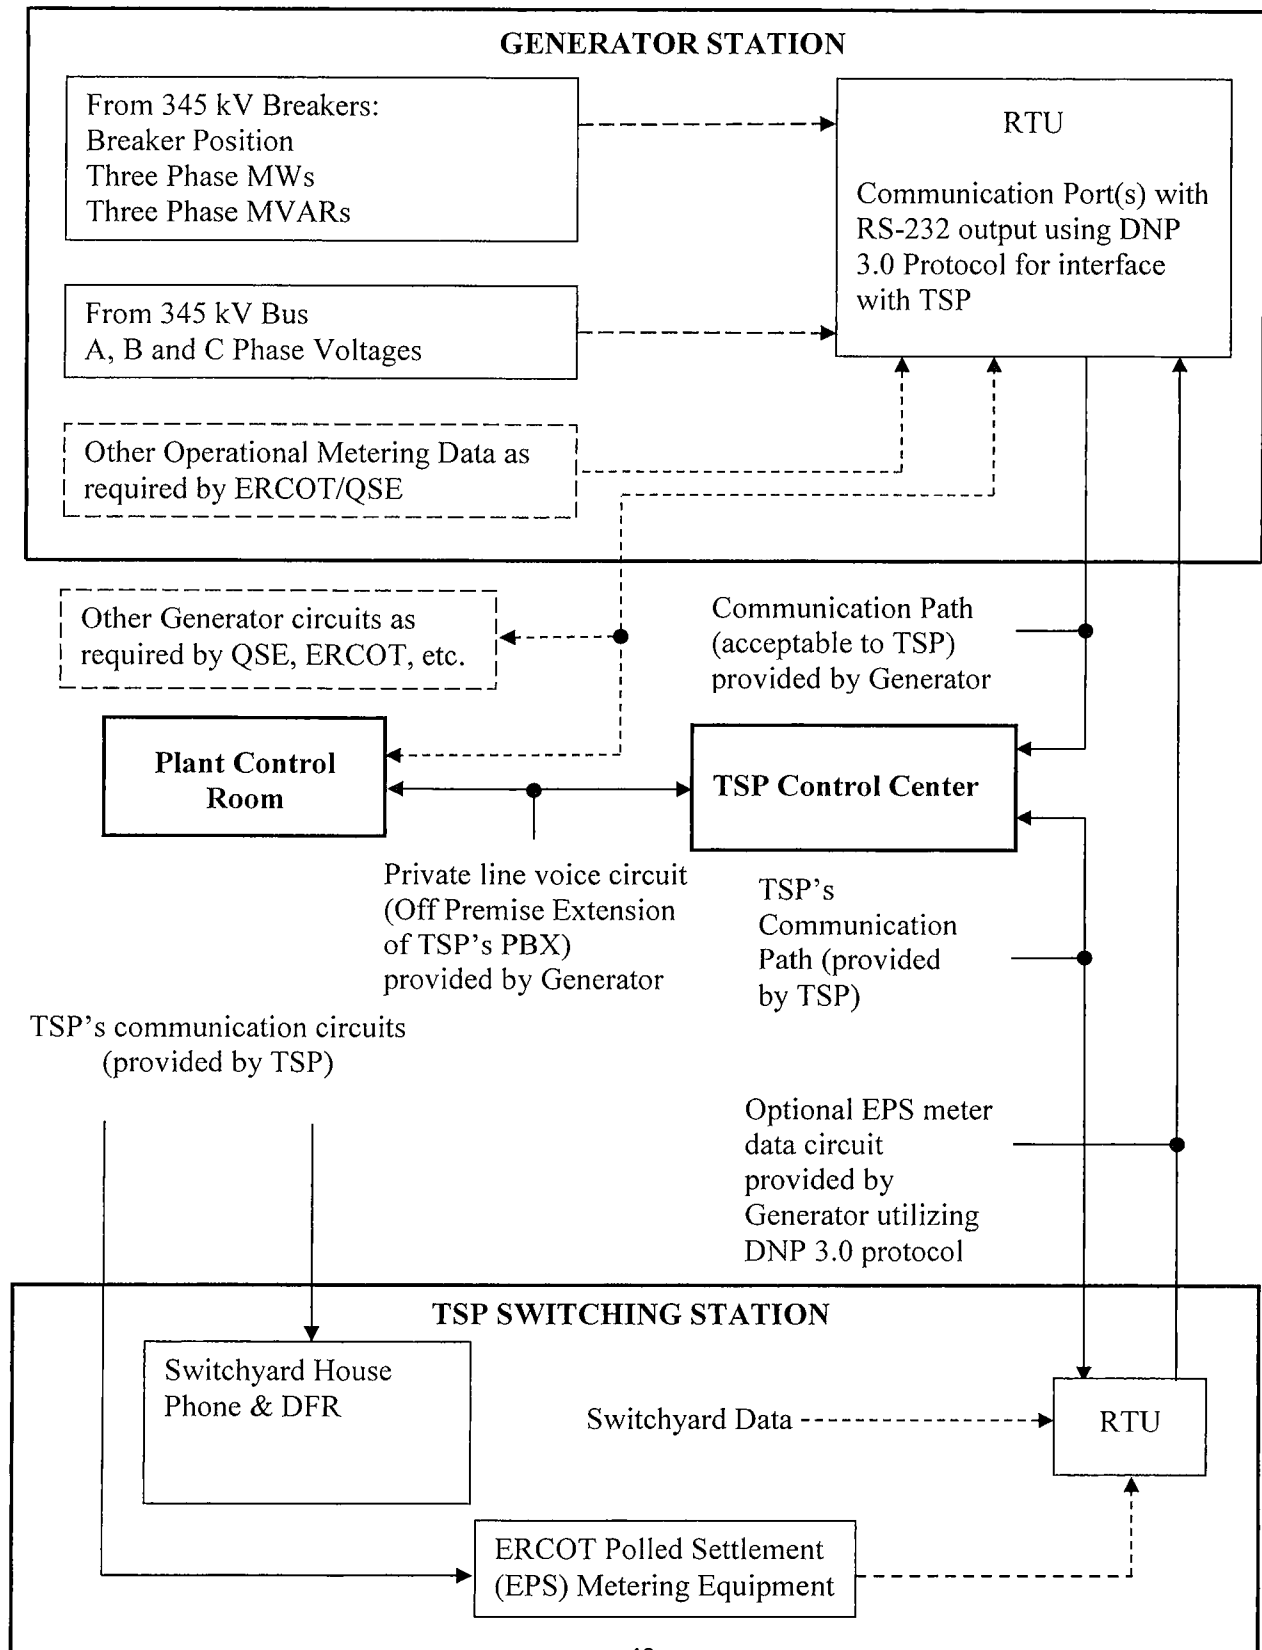 GENERATOR STATION
From 345 kV Breakers:
Breaker Position
Three Phase MWs
Three Phase MVARs
RTU
Communication Port(s) with
RS-232 output using DNP
3.0 Protocol for interface
with TSP
From 345 kV Bus
A, B and C Phase Voltages
Other Operational Metering Data as
required by ERCOT/QSE
Other Generator circuits as
required by QSE, ERCOT, etc.
Communication Path
(acceptable to TSP)
provided by Generator
Plant Control
Room
TSP Control Center
Private line voice circuit
(Off Premise Extension
of TSP's PBX)
provided by Generator
TSP's
Communication
Path (provided
by TSP)
TSP's communication circuits
(provided by TSP)
Optional EPS meter
data circuit
provided by
Generator utilizing
DNP 3.0 protocol
TSP SWITCHING STATION
Switchyard House
Phone & DFR
Switchyard Data
RTU
ERCOT Polled Settlement
(EPS) Metering Equipment